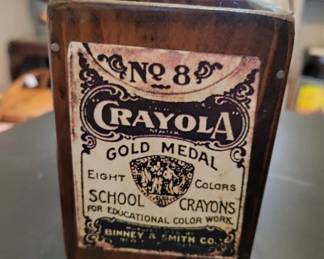 No 8
CRAYOLA
GOLD MEDAL
EIGHT COLORS
SCHOOL CRAYONS
FOR EDUCATIONAL COLOR WORK
BINNEY & SMITH CO.